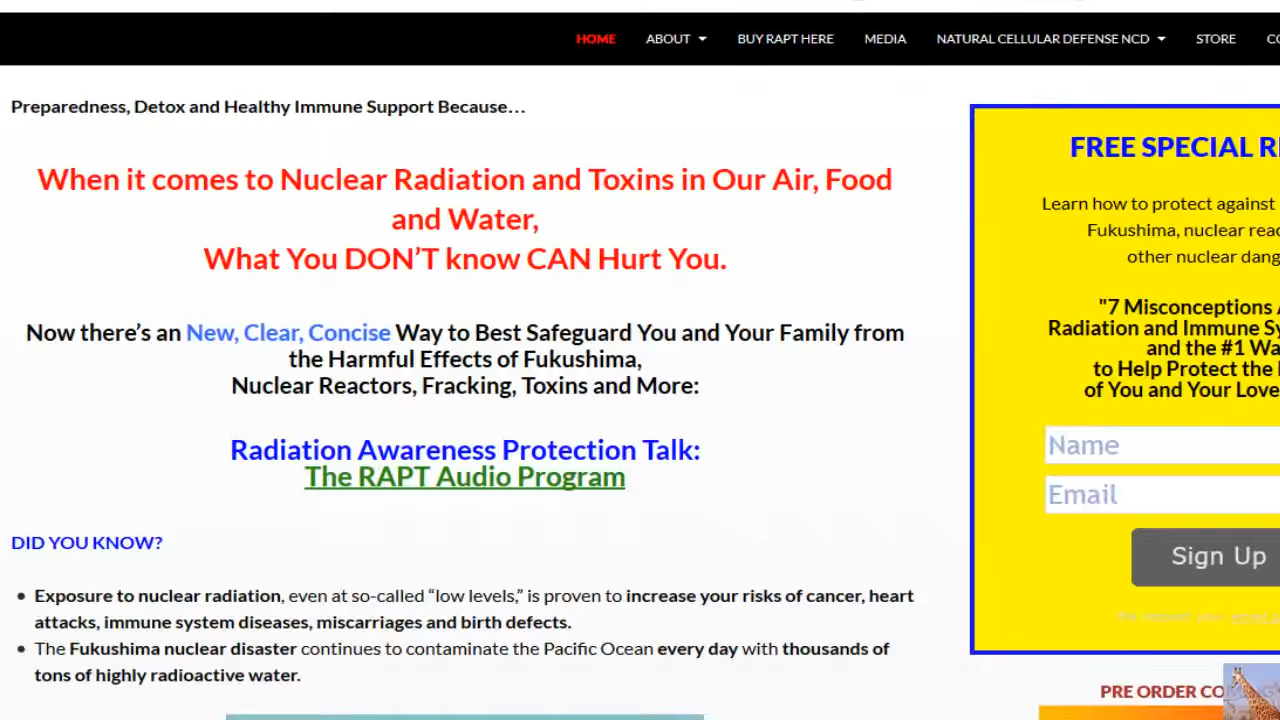 HOME ABOUT BUY RAPT HERE MEDIA NATURAL CELLULAR DEFENSE NCD STORE
Preparedness, Detox and Healthy Immune Support Because…
When it comes to Nuclear Radiation and Toxins in Our Air, Food
and Water,
What You DON’T know CAN Hurt You.
Now there’s an New, Clear, Concise Way to Best Safeguard You and Your Family from
the Harmful Effects of Fukushima,
Nuclear Reactors, Fracking, Toxins and More:
Radiation Awareness Protection Talk:
The RAPT Audio Program
DID YOU KNOW?
Exposure to nuclear radiation, even at so-called “low levels,” is proven to increase your risks of cancer, heart
attacks, immune system diseases, miscarriages and birth defects.
The Fukushima nuclear disaster continues to contaminate the Pacific Ocean every day with thousands of
tons of highly radioactive water.
FREE SPECIAL
Learn how to protect against
Fukushima, nuclear
other nuclear
"7 Misconceptions
Radiation and Immune
and the #1
to Help Protect the
of You and Your
Name
Email
Sign Up
We respect your
PRE ORDER